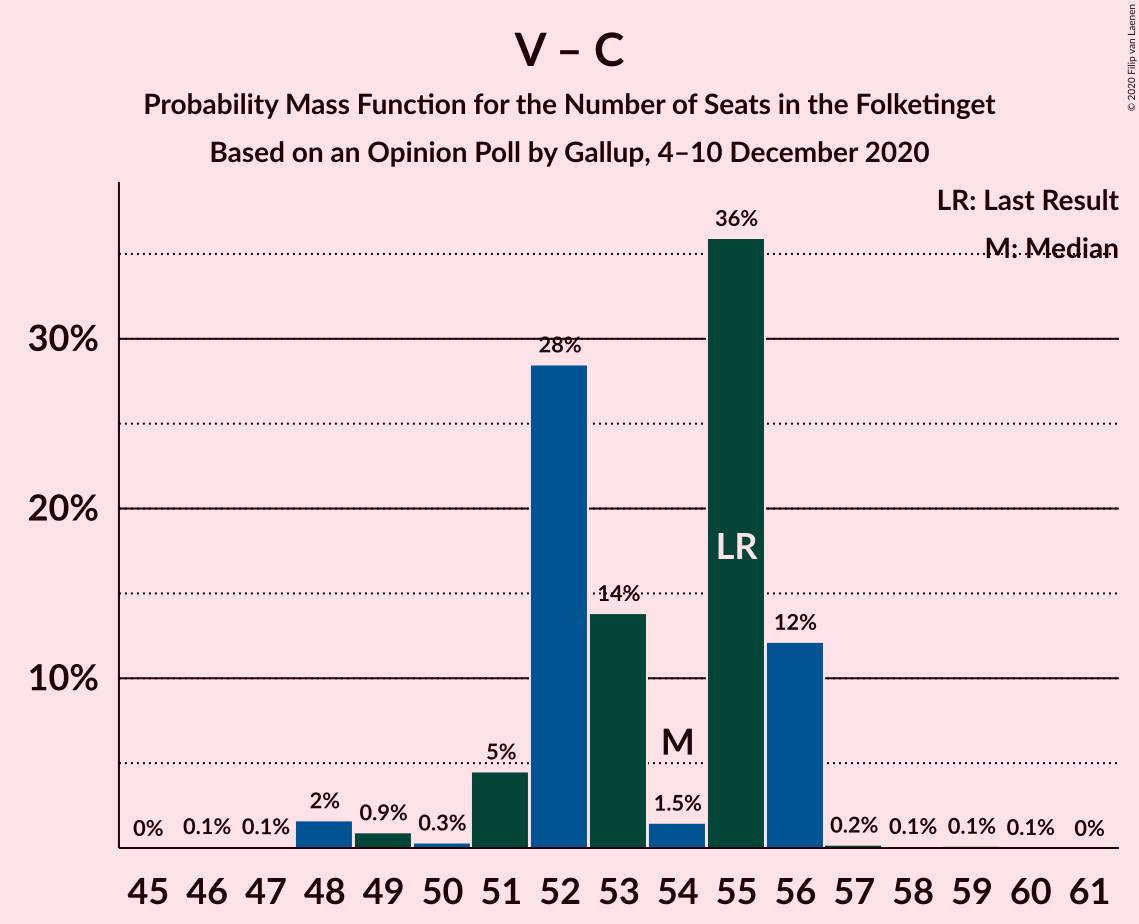 V – C
Probability Mass Function for the Number of Seats in the Folketinget
Based on an Opinion Poll by Gallup, 4–10 December 2020
© 2020 Filip van Laenen
LR: Last Result
M: Median
30%
20%
10%
0%
0.1%
0.1%
2%
0.9%
0.3%
5%
28%
14%
M
1.5%
36%
LR
12%
0.2%
0.1%
0.1%
0.1%
0%
45 46 47 48 49 50 51 52 53 54 55 56 57 58 59 60 61